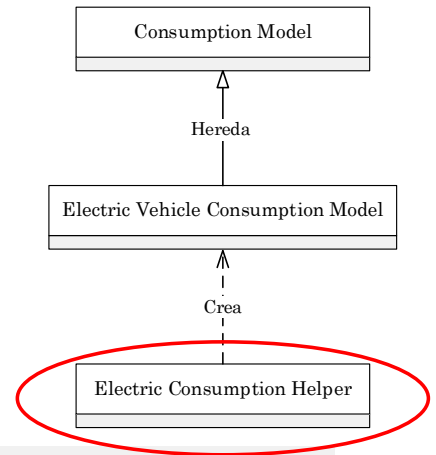 Consumption Model
Hereda
Electric Vehicle Consumption Model
Crea
Electric Consumption Helper